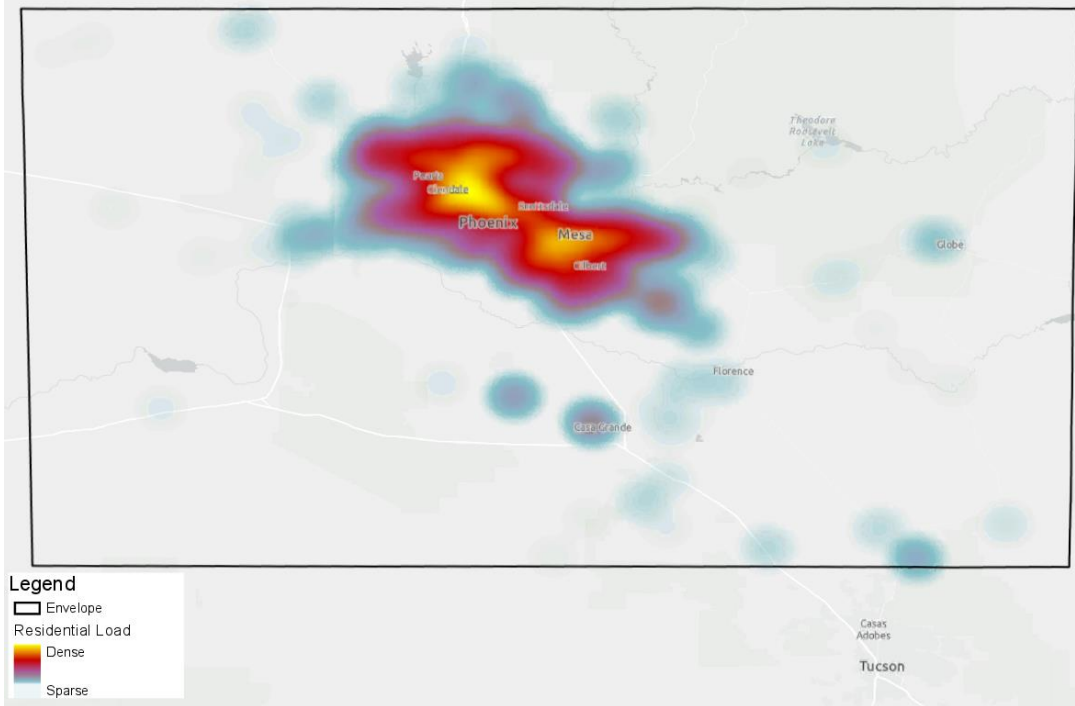 Theodore
Roosevelt
Lake
Peoria
Glendale
Scottsdale
Phoenix
Mesa
Globe
Gilbert
Florence
Casa Grande
Legend
Envelope
Residential Load
Dense
Sparse
Casas
Adobes
Tucson